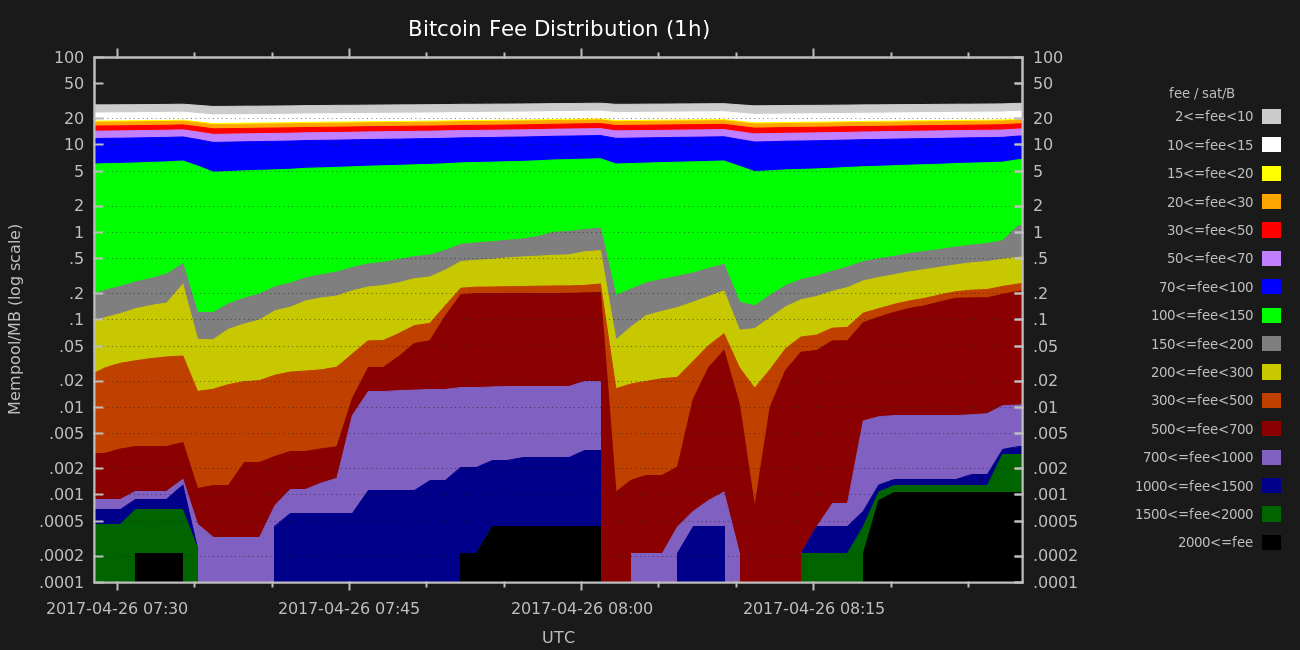 Bitcoin Fee Distribution (1h)
Mempool/MB (log scale)
100
50
20
10
5
2
1
.5
.2
.1
.05
.02
.01
.005
.002
.001
.0005
.0002
.0001
100
50
20
10
5
2
1
.5
.2
.1
.05
.02
.01
.005
.002
.001
.0005
.0002
.0001
2017-04-26 07:30 2017-04-26 07:45 2017-04-26 08:00 2017-04-26 08:15
UTC
fee / sat/B
2<=fee<10
10<=fee<15
15<=fee<20
20<=fee<30
30<=fee<50
50<=fee<70
70<=fee<100
100<=fee<150
150<=fee<200
200<=fee<300
300<=fee<500
500<=fee<700
700<=fee<1000
1000<=fee<1500
1500<=fee<2000
2000<=fee